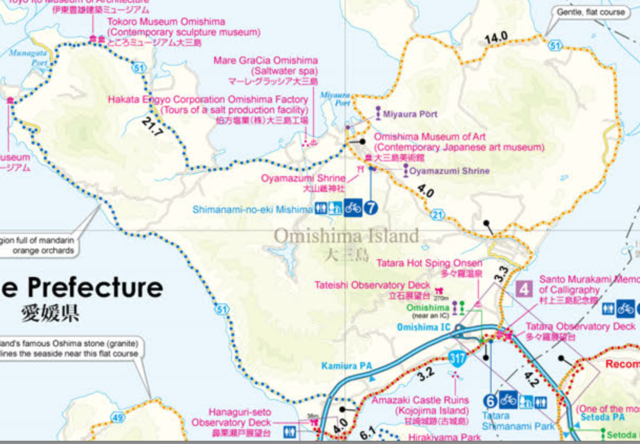 伊東豊雄建築ミュージアム
Tokoro Museum Omishima
(Contemporary sculpture museum)
ところミュージアム大三島
Munagata
Port
51
21.7
Mare GraCia Omishima
(Saltwater spa)
マーレ・グラッシア大三島
Hakata Engyo Corporation Omishima Factory
(Tours of a salt production facility)
伯方塩業(株)大三島工場
Miyaura
Port
Miyaura Port
14.0
51
Gentle, flat course
Omishima Museum of Art
(Contemporary Japanese art museum)
大三島美術館
Oyamazumi Shrine
大山祇神社
Oyamazumi Shrine
4.0
21
Shimanami-no-eki Mishima
7
useum
ージアム
gion full of mandarin
orange orchards
Omishima Island
大三島
e Prefecture
愛媛県
51
Tatara Hot Sping Onsen
多々羅温泉
3.3
Tateishi Observatory Deck
立石展望台
270m
4
Santo Murakami Memo
of Calligraphy
村上三島記念館
Omishima
(near an IC)
Omishima IC
Tatara Observatory Deck
多々羅展望台
land's famous Oshima stone (granite)
lines the seaside near this flat course
Kamiura PA
317
3.2
4.2
Recom
6
Tatara
Shimanami Park
Amazaki Castle Ruins
(Kojojima Island)
甘崎城跡(古城島)
(One of the mos
Setoda PA
Setoda
49
Hanaguri-seto
Observatory Deck
鼻栗瀬戸展望台
4.0
6.1
Hirakiyama Park